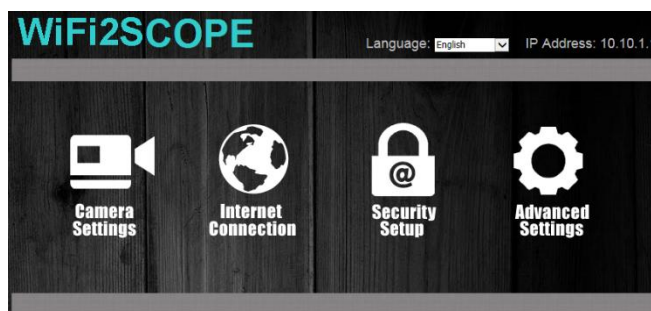 WiFi2SCOPE
Language: English IP Address: 10.10.1.
@
Camera
Settings
Internet
Connection
Security
Setup
Advanced
Settings